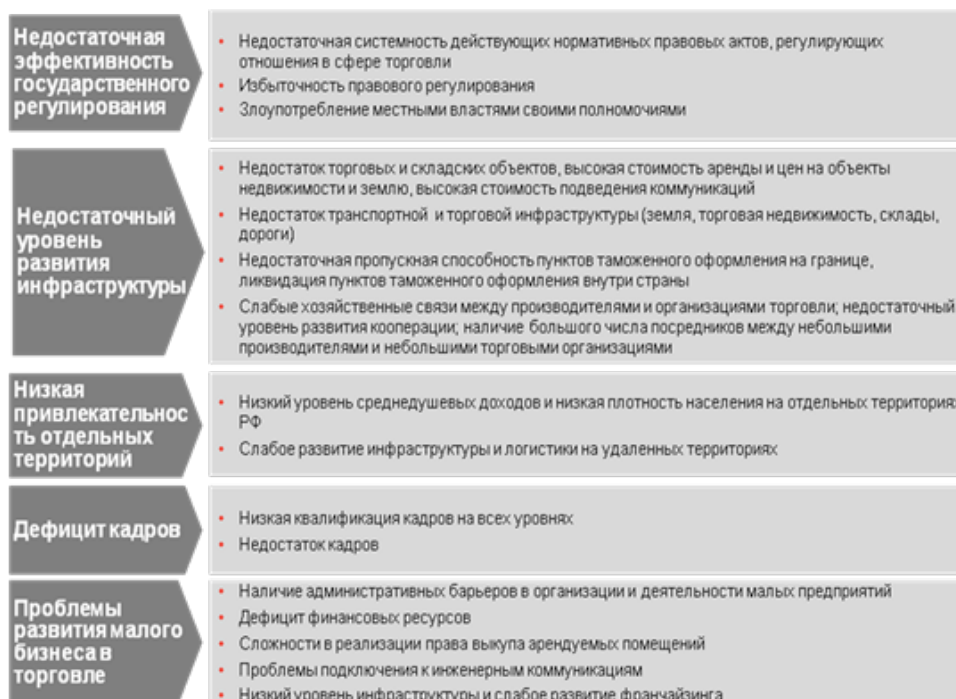 Недостаточная
эффективность
государственного
регулирования
• Недостаточная системность действующих нормативных правовых актов, регулирующих
отношения в сфере торговли
• Избыточность правового регулирования
• Злоупотребление местными властями своими полномочиями
Недостаточный
уровень
развития
инфраструктуры
• Недостаток торговых и складских объектов, высокая стоимость аренды и цен на объекты
недвижимости и землю, высокая стоимость подведения коммуникаций
• Недостаток транспортной и торговой инфраструктуры (земля, торговая недвижимость, склады,
дороги)
• Недостаточная пропускная способность пунктов таможенного оформления на границе,
ликвидация пунктов таможенного оформления внутри страны
• Слабые хозяйственные связи между производителями и организациями торговли; недостаточный
уровень развития кооперации; наличие большого числа посредников между небольшими
производителями и небольшими торговыми организациями
Низкая
привлекательнос
ть отдельных
территорий
• Низкий уровень среднедушевых доходов и низкая плотность населения на отдельных территориях
РФ
• Слабое развитие инфраструктуры и логистики на удаленных территориях
Дефицит кадров
• Низкая квалификация кадров на всех уровнях
• Недостаток кадров
Проблемы
развития малого
бизнеса в
торговле
• Наличие административных барьеров в организации и деятельности малых предприятий
• Дефицит финансовых ресурсов
• Сложности в реализации права выкупа арендуемых помещений
• Проблемы подключения к инженерным коммуникациям
• Низкий уровень инфраструктуры и слабое развитие франчайзинга